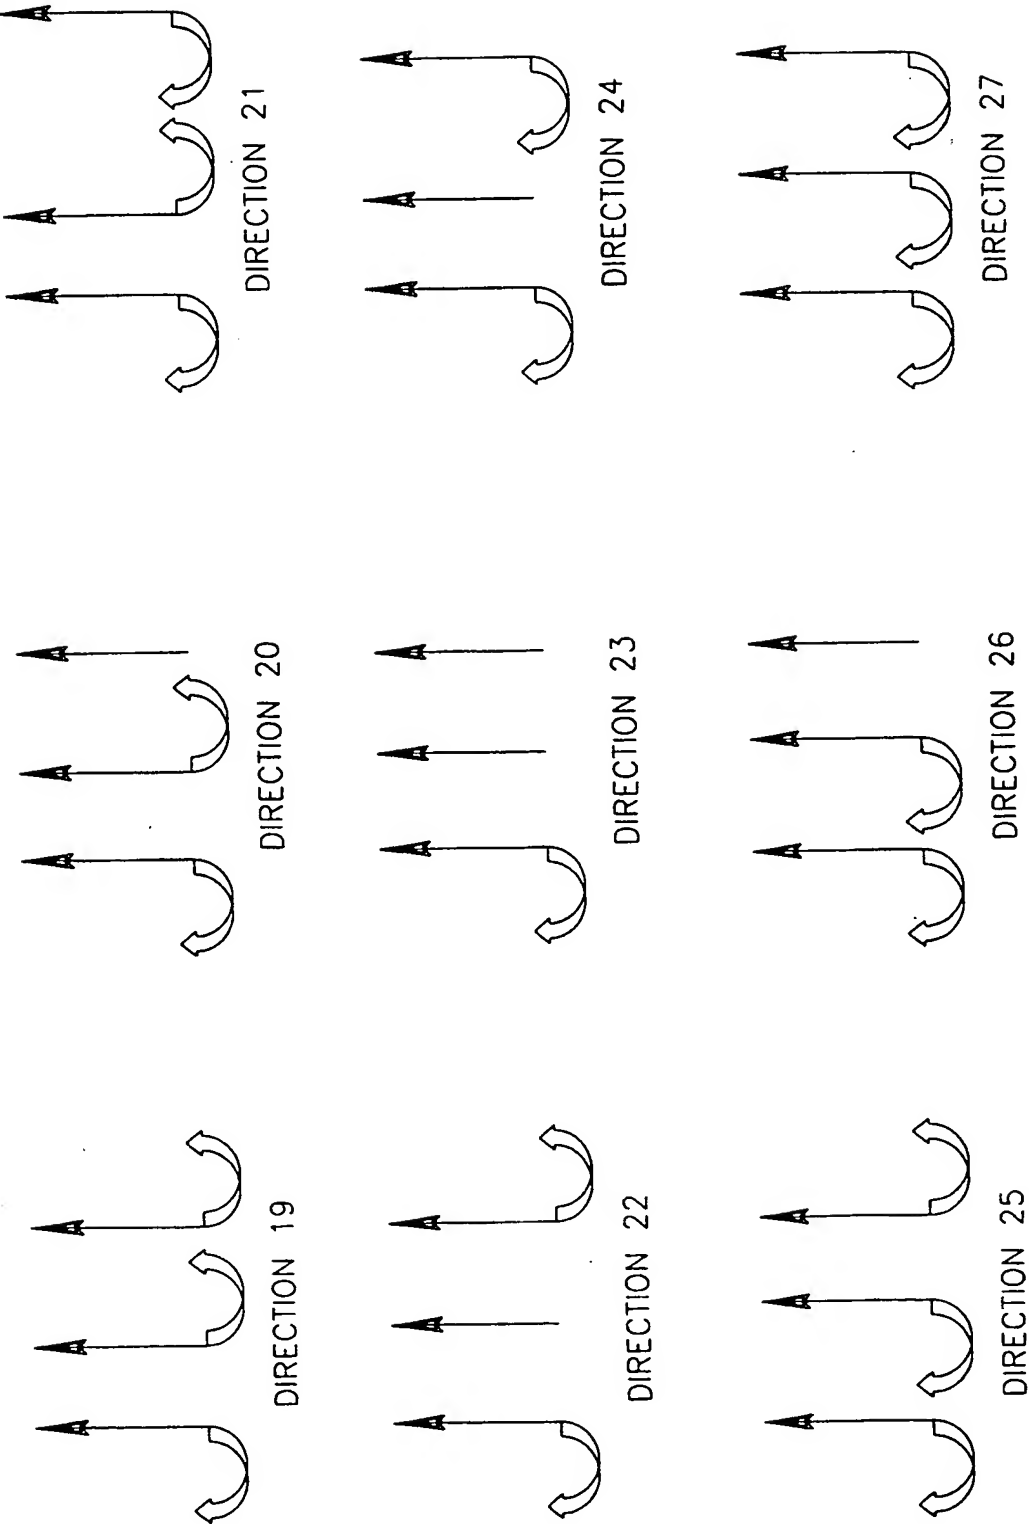 DIRECTION 19
DIRECTION 20
DIRECTION 21
DIRECTION 22
DIRECTION 23
DIRECTION 24
DIRECTION 25
DIRECTION 26
DIRECTION 27